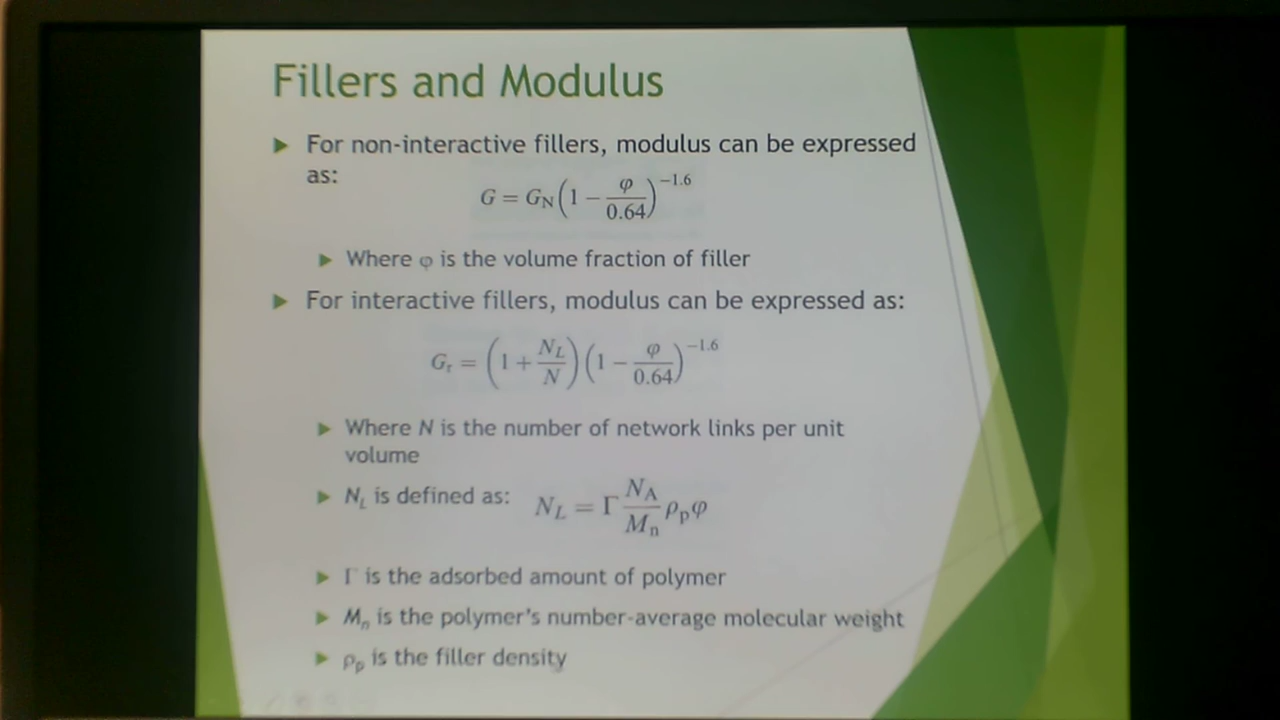 Fillers and Modulus
For non-interactive fillers, modulus can be expressed
as:
G = G_N (1 − φ/0.64)^−1.6
Where φ is the volume fraction of filler
For interactive fillers, modulus can be expressed as:
G_r = (1 + N_L/N) (1 − φ/0.64)^−1.6
Where N is the number of network links per unit
volume
N_L is defined as: N_L = Γ N_A/M_n ρ_p φ
Γ is the adsorbed amount of polymer
M_n is the polymer's number-average molecular weight
ρ_p is the filler density